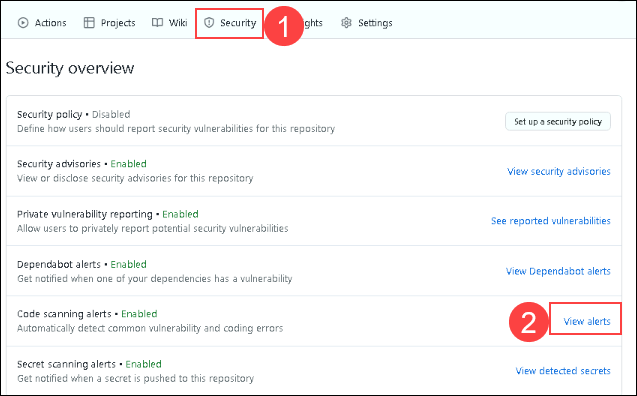 Actions Projects Wiki Security 1 ghts Settings
Security overview
Security policy • Disabled
Define how users should report security vulnerabilities for this repository
Set up a security policy
Security advisories • Enabled
View or disclose security advisories for this repository
View security advisories
Private vulnerability reporting • Enabled
Allow users to privately report potential security vulnerabilities
See reported vulnerabilities
Dependabot alerts • Enabled
Get notified when one of your dependencies has a vulnerability
View Dependabot alerts
Code scanning alerts • Enabled
Automatically detect common vulnerability and coding errors
2 View alerts
Secret scanning alerts • Enabled
Get notified when a secret is pushed to this repository
View detected secrets